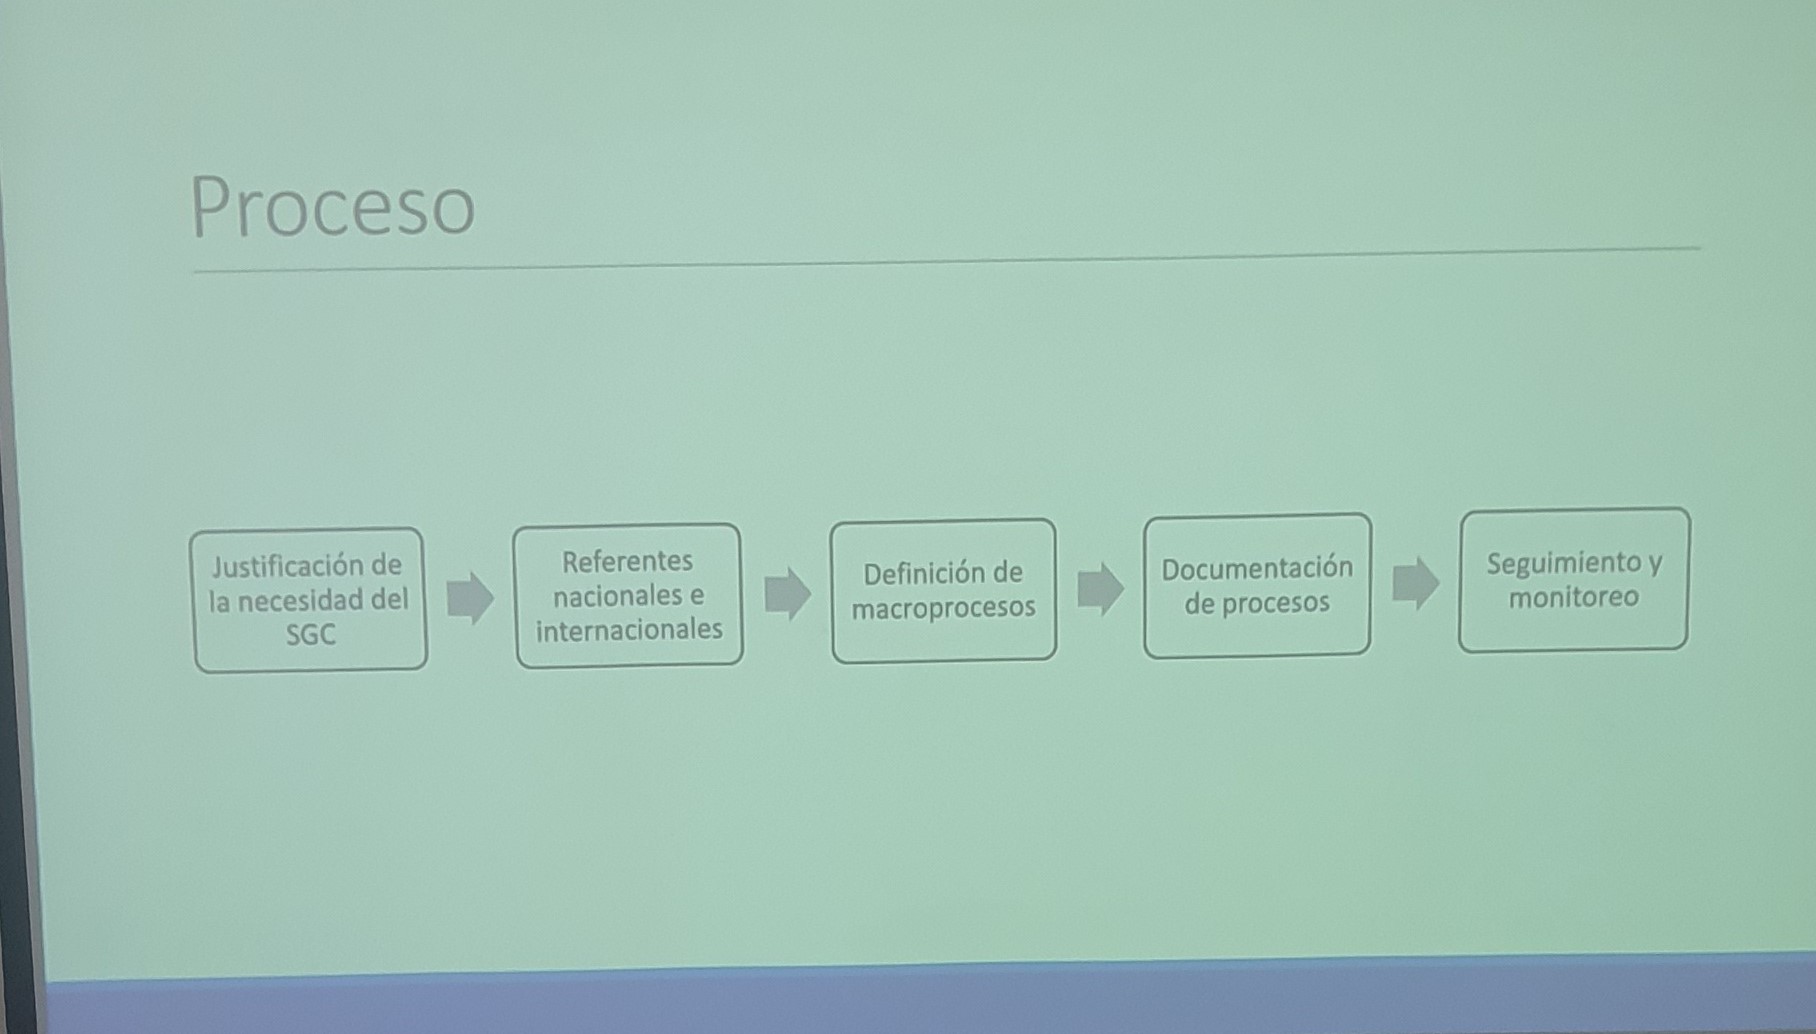 Proceso
Justificación de
la necesidad del
SGC
Referentes
nacionales e
internacionales
Definición de
macroprocesos
Documentación
de procesos
Seguimiento y
monitoreo